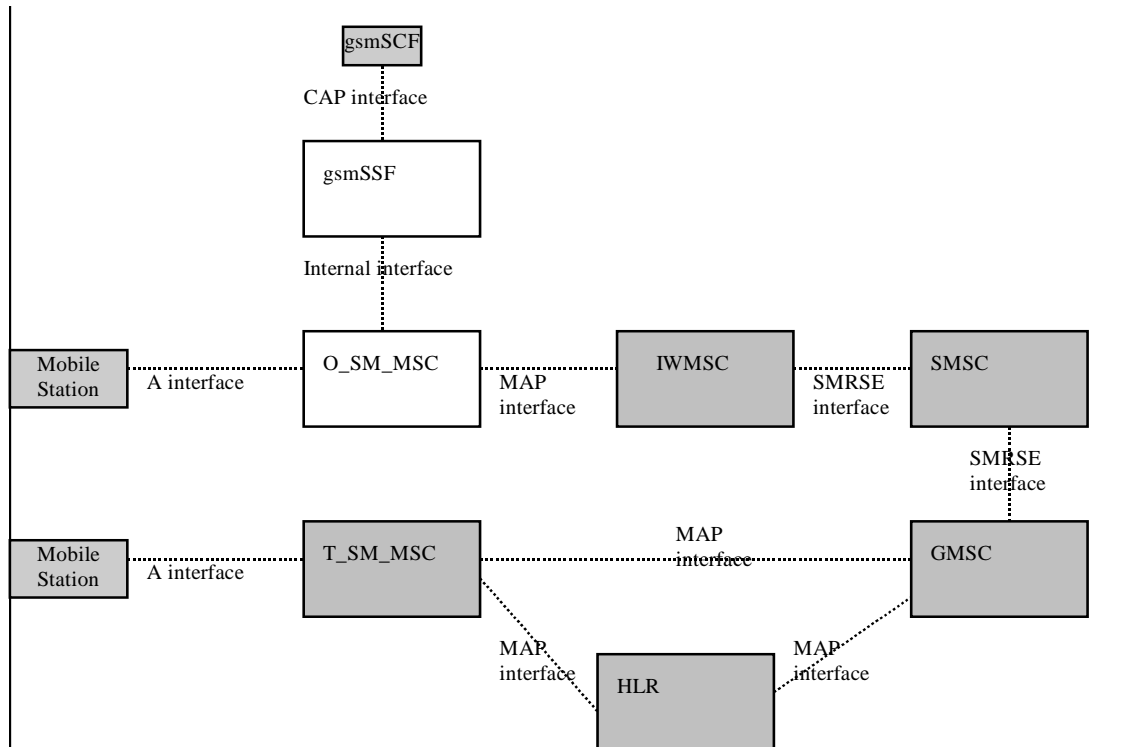 gsmSCF
CAP interface
gsmSSF
Internal interface
Mobile
Station
A interface
O_SM_MSC
MAP
interface
IWMSC
SMRSE
interface
SMSC
SMRSE
interface
Mobile
Station
A interface
T_SM_MSC
MAP
interface
GMSC
MAP
interface
HLR
MAP
interface